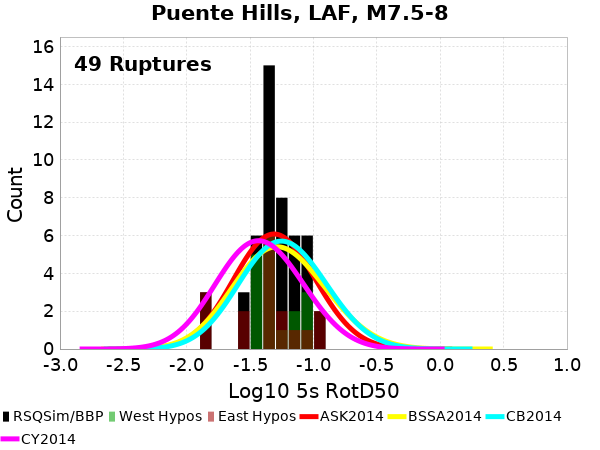 Puente Hills, LAF, M7.5-8
49 Ruptures
16
14
12
10
8
6
4
2
0
Count
-3.0 -2.5 -2.0 -1.5 -1.0 -0.5 0.0 0.5 1.0
Log10 5s RotD50
RSQSim/BBP West Hypos East Hypos ASK2014 BSSA2014 CB2014
CY2014